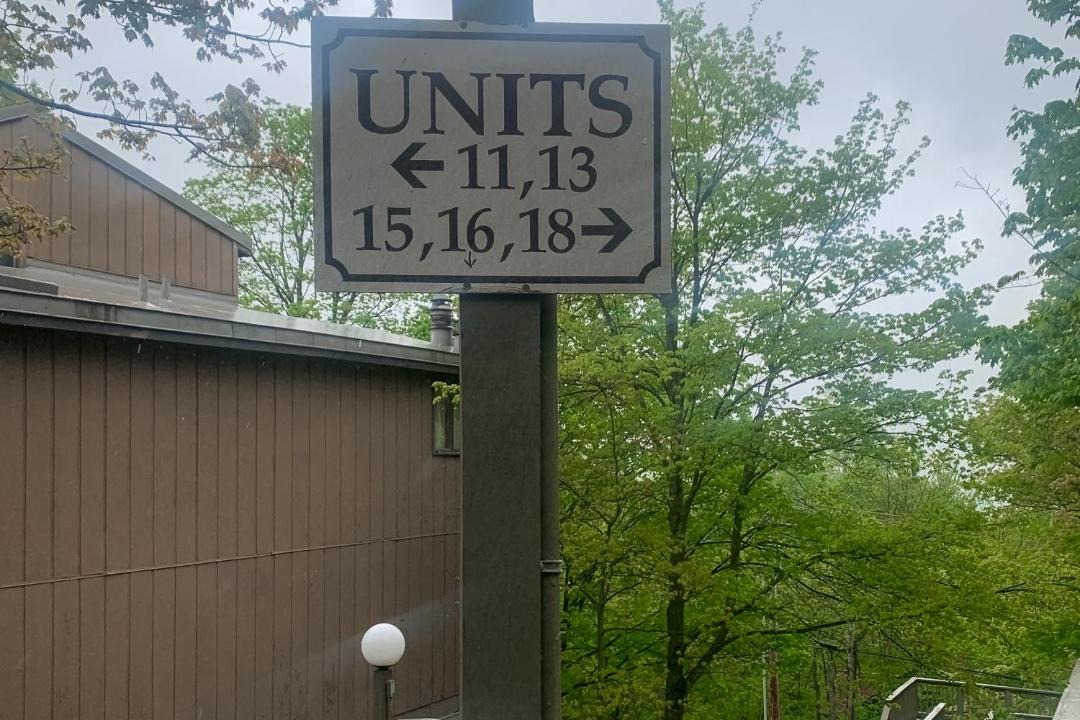 UNITS
← 11,13
15,16,18 →
↓